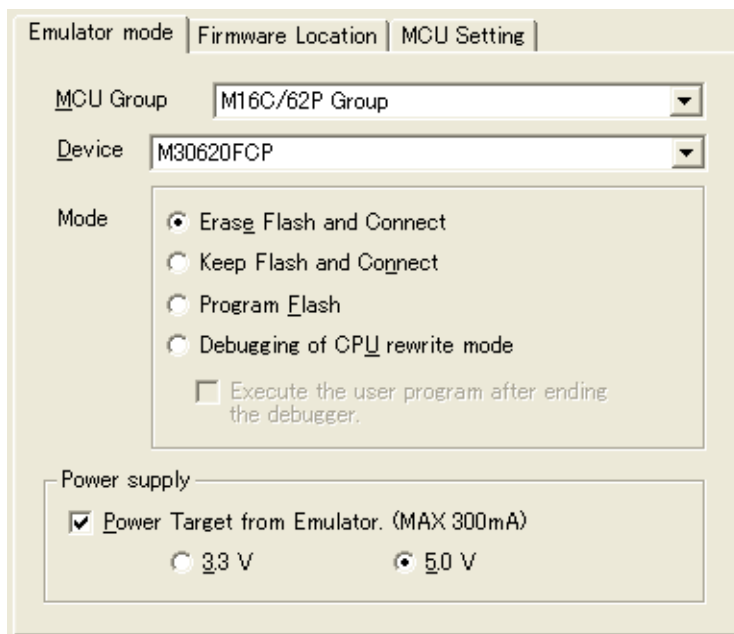 Emulator mode Firmware Location MCU Setting
MCU Group M16C/62P Group
Device M30620FCP
Mode
Erase Flash and Connect
Keep Flash and Connect
Program Flash
Debugging of CPU rewrite mode
Execute the user program after ending
the debugger.
Power supply
Power Target from Emulator. (MAX 300mA)
3.3 V 5.0 V